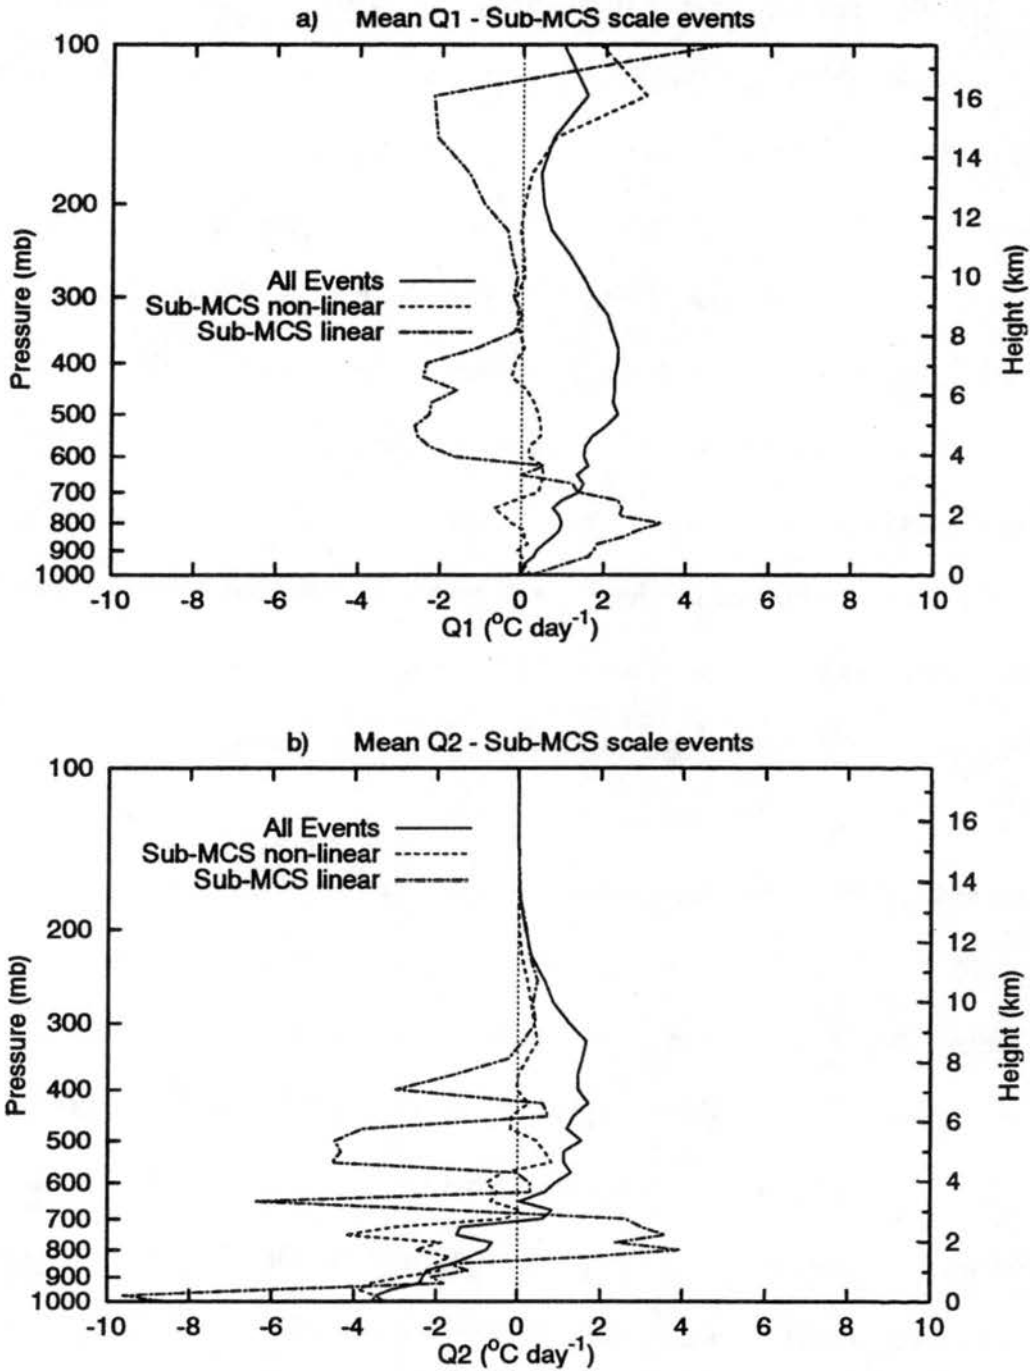 a) Mean Q1 - Sub-MCS scale events
100
200
300
400
500
600
700
800
900
1000
Pressure (mb)
16
14
12
10
8
6
4
2
0
Height (km)
All Events
Sub-MCS non-linear
Sub-MCS linear
-10 -8 -6 -4 -2 0 2 4 6 8 10
Q1 (°C day⁻¹)
b) Mean Q2 - Sub-MCS scale events
100
200
300
400
500
600
700
800
900
1000
Pressure (mb)
16
14
12
10
8
6
4
2
0
Height (km)
All Events
Sub-MCS non-linear
Sub-MCS linear
-10 -8 -6 -4 -2 0 2 4 6 8 10
Q2 (°C day⁻¹)